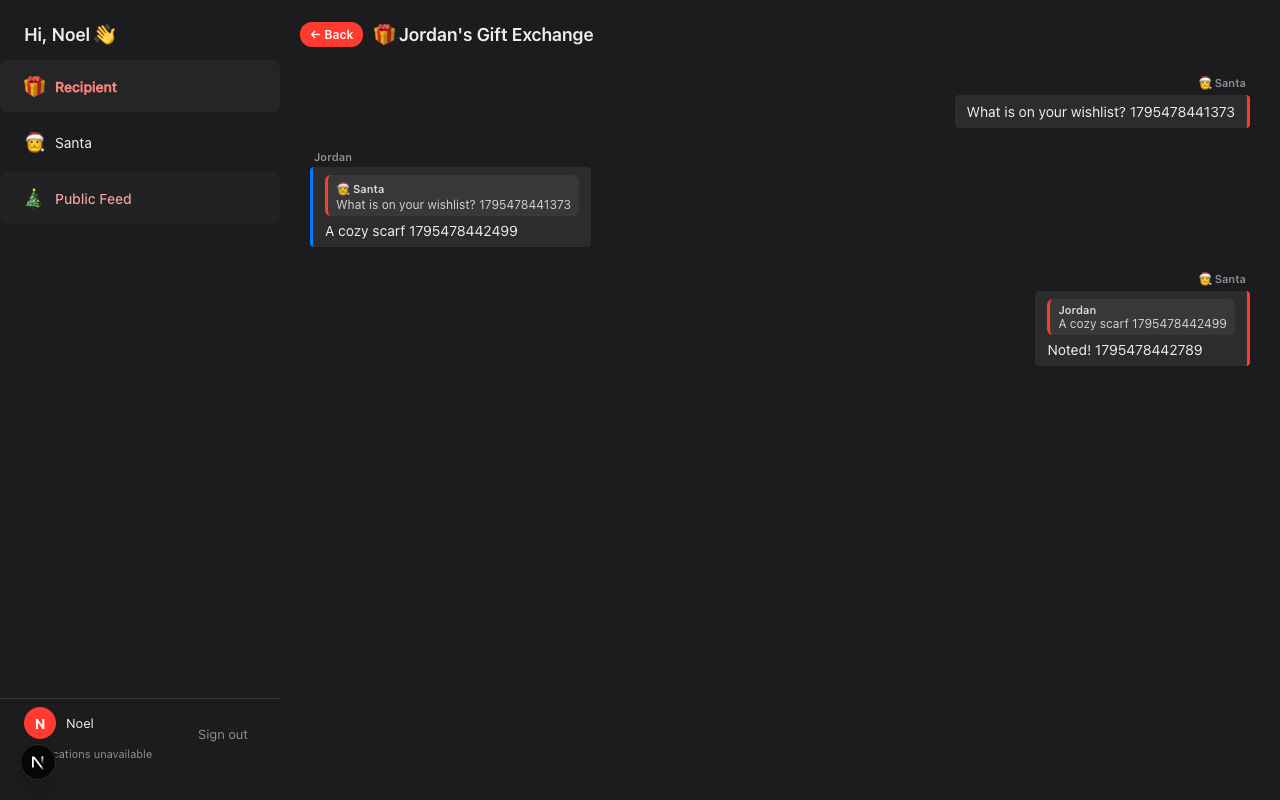 Hi, Noel 👋
Recipient
Santa
Public Feed
← Back
🎁 Jordan's Gift Exchange
🎅 Santa
What is on your wishlist? 1795478441373
Jordan
🎅 Santa
What is on your wishlist? 1795478441373
A cozy scarf 1795478442499
🎅 Santa
Jordan
A cozy scarf 1795478442499
Noted! 1795478442789
N
Noel
Sign out
cations unavailable
N